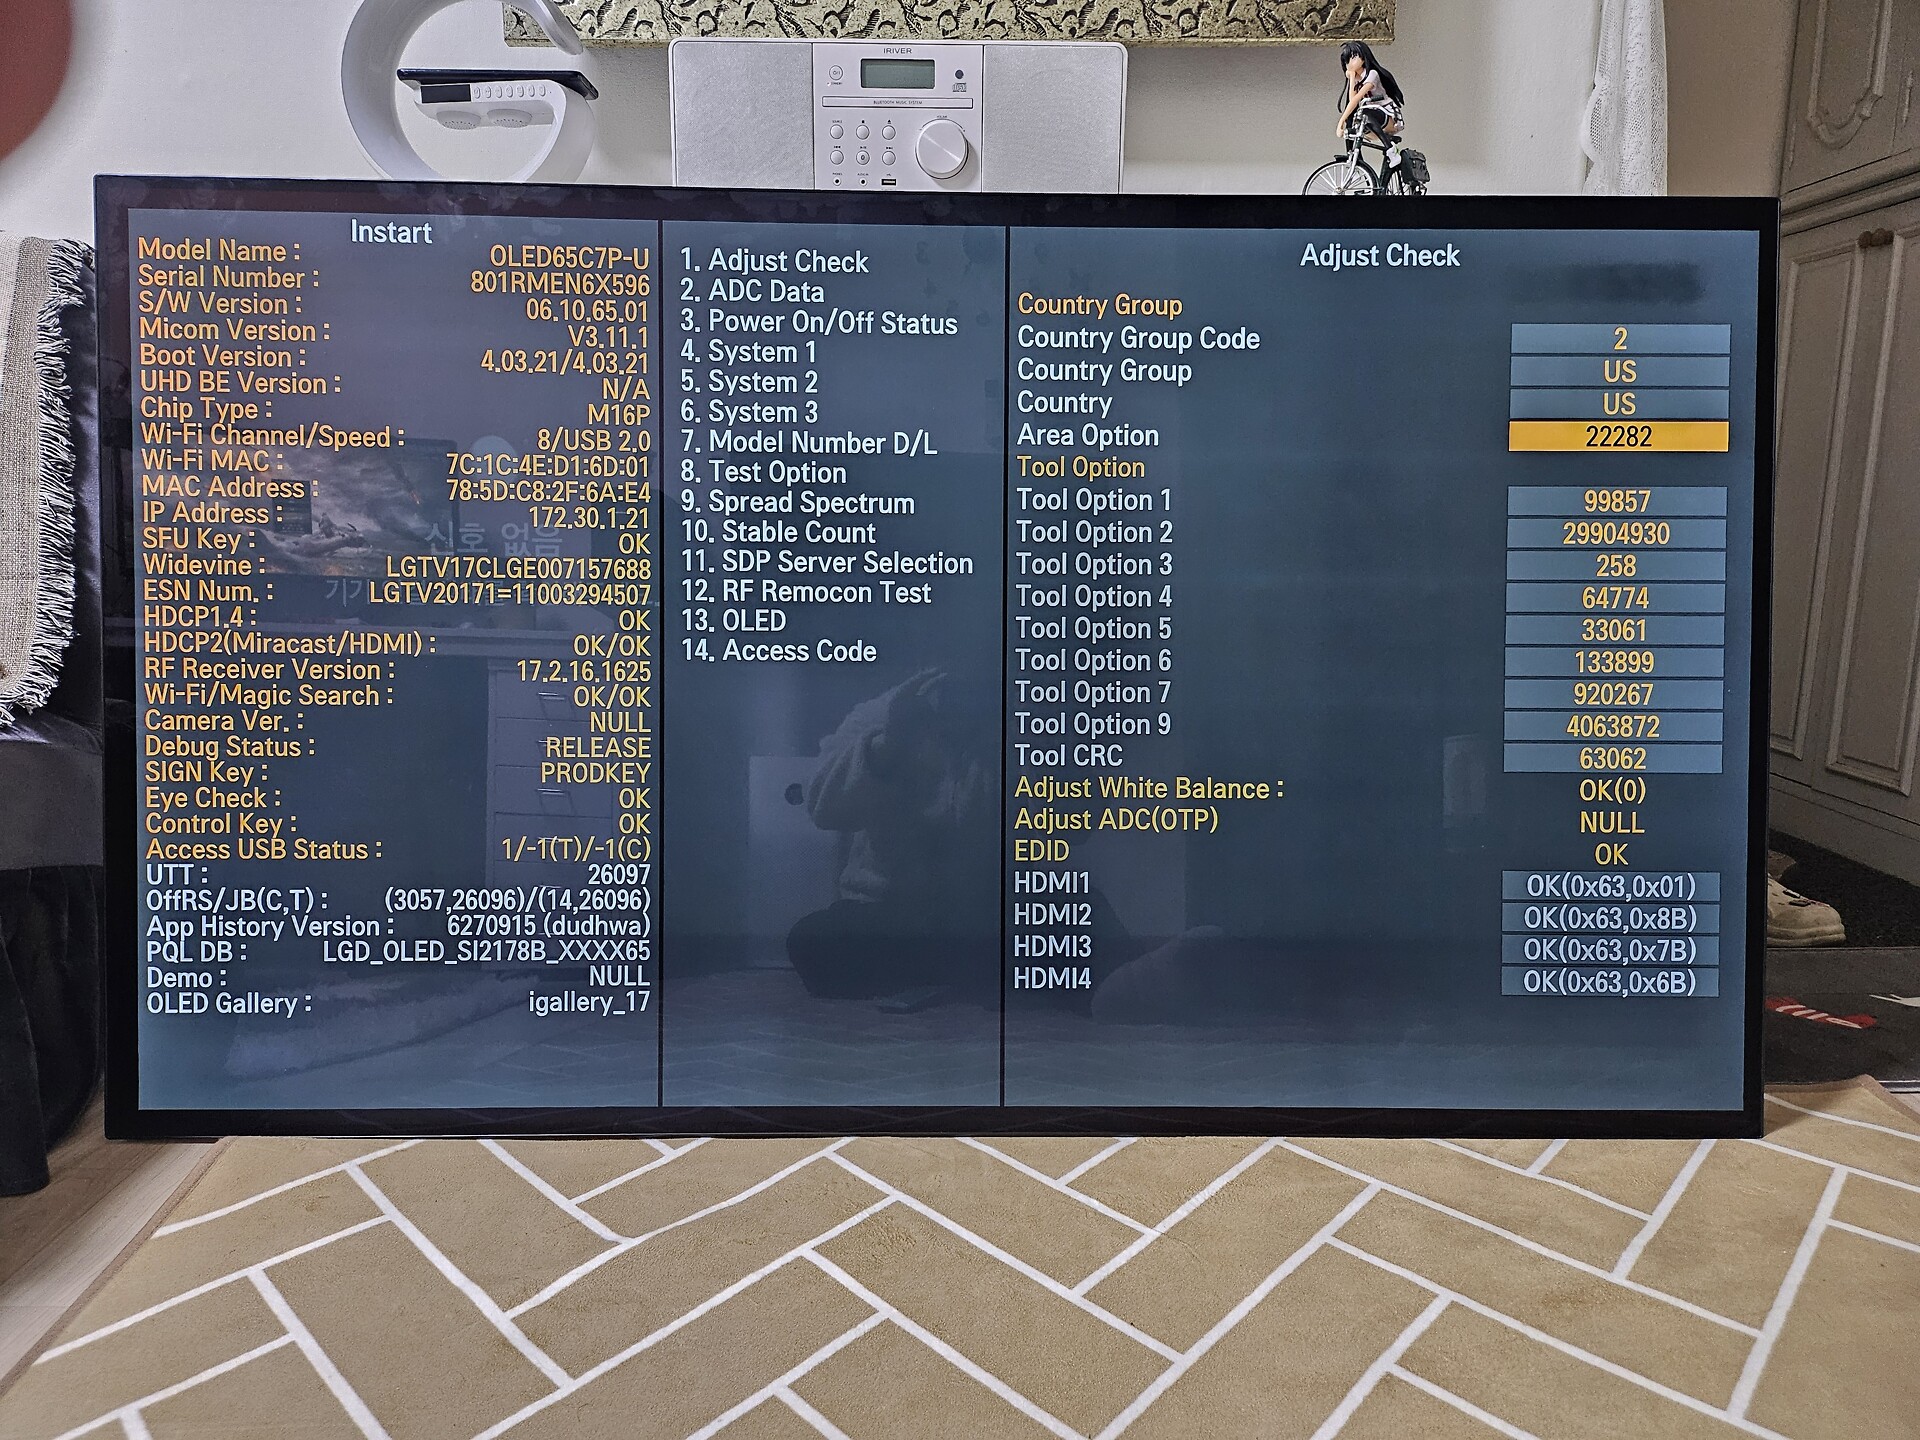 IRIVER
BLUETOOTH MUSIC SYSTEM
Instart
Model Name : OLED65C7P-U
Serial Number : 801RMEN6X596
S/W Version : 06.10.65.01
Micom Version : V3.11.1
Boot Version : 4.03.21/4.03.21
UHD BE Version : N/A
Chip Type : M16P
Wi-Fi Channel/Speed : 8/USB 2.0
Wi-Fi MAC : 7C:1C:4E:D1:6D:01
MAC Address : 78:5D:C8:2F:6A:E4
IP Address : 172.30.1.21
SFU Key : OK
Widevine : LGTV17CLGE007157688
ESN Num. : LGTV20171=11003294507
HDCP1.4 : OK
HDCP2(Miracast/HDMI) : OK/OK
RF Receiver Version : 17.2.16.1625
Wi-Fi/Magic Search : OK/OK
Camera Ver. : NULL
Debug Status : RELEASE
SIGN Key : PRODKEY
Eye Check : OK
Control Key : OK
Access USB Status : 1/-1(T)/-1(C)
UTT : 26097
OffRS/JB(C,T) : (3057,26096)/(14,26096)
App History Version : 6270915 (dudhwa)
PQL DB : LGD_OLED_SI2178B_XXXX65
Demo : NULL
OLED Gallery : igallery_17
신호 없음
1. Adjust Check
2. ADC Data
3. Power On/Off Status
4. System 1
5. System 2
6. System 3
7. Model Number D/L
8. Test Option
9. Spread Spectrum
10. Stable Count
11. SDP Server Selection
12. RF Remocon Test
13. OLED
14. Access Code
Adjust Check
Country Group
Country Group Code 2
Country Group US
Country US
Area Option 22282
Tool Option
Tool Option 1 99857
Tool Option 2 29904930
Tool Option 3 258
Tool Option 4 64774
Tool Option 5 33061
Tool Option 6 133899
Tool Option 7 920267
Tool Option 9 4063872
Tool CRC 63062
Adjust White Balance : OK(0)
Adjust ADC(OTP) NULL
EDID OK
HDMI1 OK(0x63,0x01)
HDMI2 OK(0x63,0x8B)
HDMI3 OK(0x63,0x7B)
HDMI4 OK(0x63,0x6B)